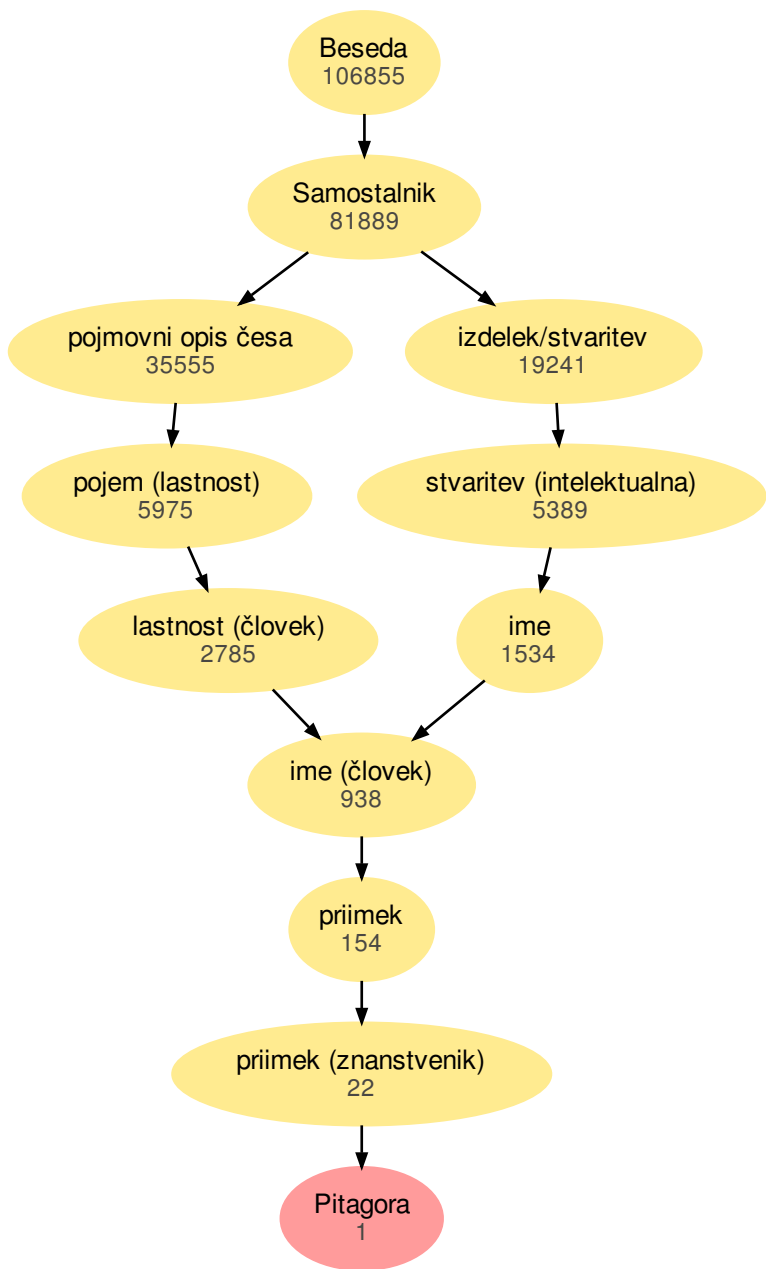 Beseda
106855
Samostalnik
81889
pojmovni opis česa
35555
izdelek/stvaritev
19241
pojem (lastnost)
5975
stvaritev (intelektualna)
5389
lastnost (človek)
2785
ime
1534
ime (človek)
938
priimek
154
priimek (znanstvenik)
22
Pitagora
1